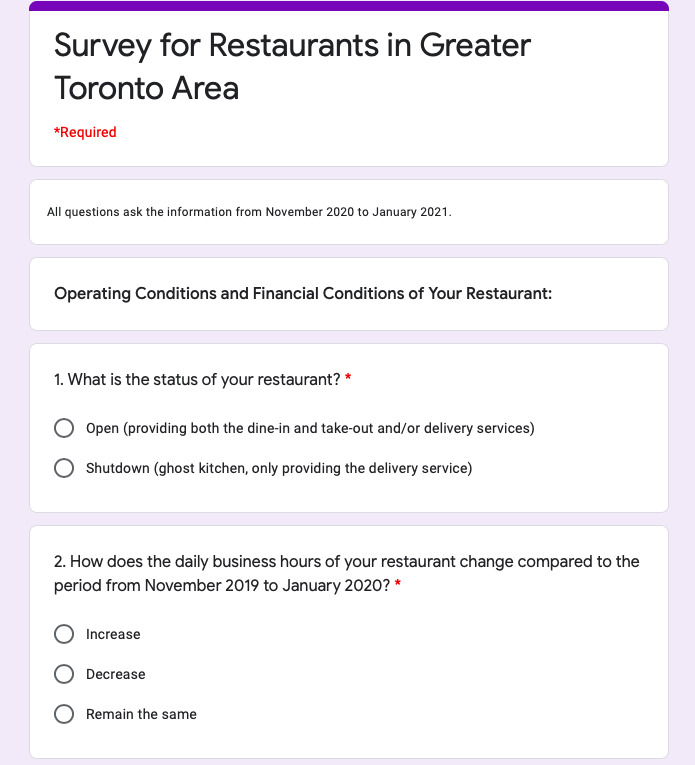 Survey for Restaurants in Greater
Toronto Area
*Required
All questions ask the information from November 2020 to January 2021.
Operating Conditions and Financial Conditions of Your Restaurant:
1. What is the status of your restaurant? *
Open (providing both the dine-in and take-out and/or delivery services)
Shutdown (ghost kitchen, only providing the delivery service)
2. How does the daily business hours of your restaurant change compared to the
period from November 2019 to January 2020? *
Increase
Decrease
Remain the same